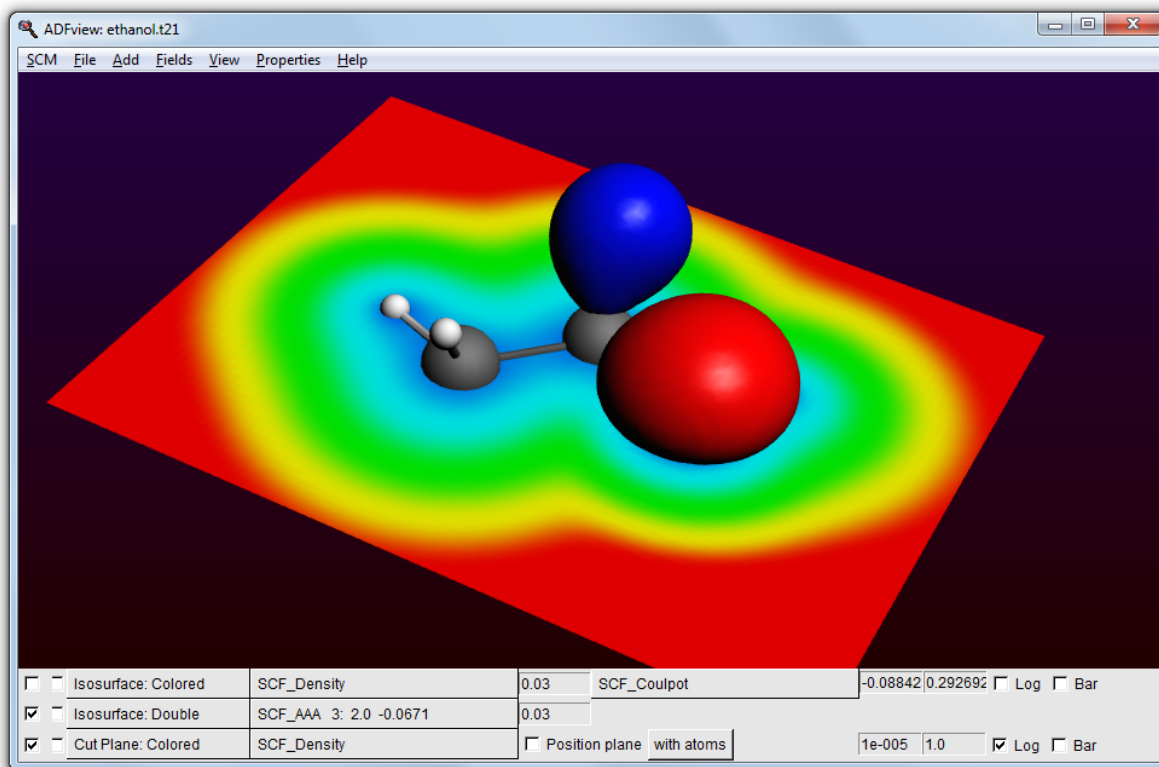 ADFview: ethanol.t21
SCM File Add Fields View Properties Help
Isosurface: Colored SCF_Density 0.03 SCF_Coulpot -0.08842 0.292692 Log Bar
Isosurface: Double SCF_AAA 3: 2.0 -0.0671 0.03
Cut Plane: Colored SCF_Density Position plane with atoms 1e-005 1.0 Log Bar